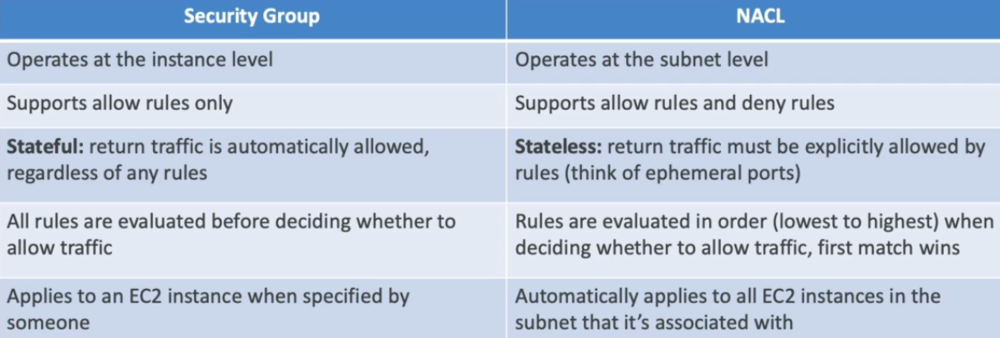 Security Group
NACL
Operates at the instance level
Operates at the subnet level
Supports allow rules only
Supports allow rules and deny rules
Stateful: return traffic is automatically allowed,
regardless of any rules
Stateless: return traffic must be explicitly allowed by
rules (think of ephemeral ports)
All rules are evaluated before deciding whether to
allow traffic
Rules are evaluated in order (lowest to highest) when
deciding whether to allow traffic, first match wins
Applies to an EC2 instance when specified by
someone
Automatically applies to all EC2 instances in the
subnet that it's associated with